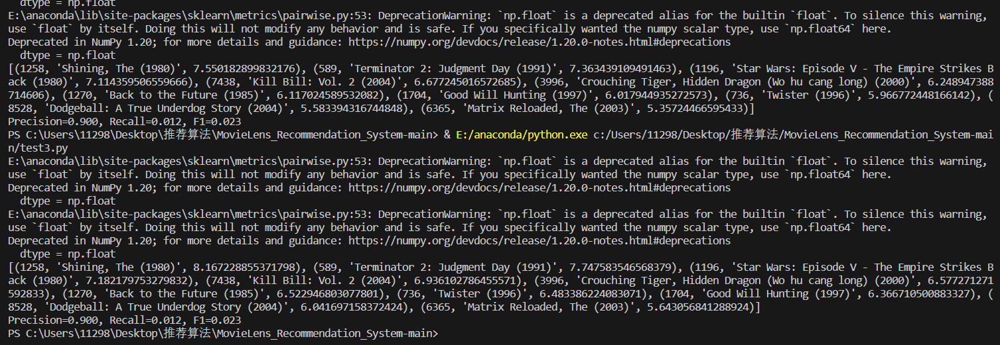 dtype = np.float
E:\anaconda\lib\site-packages\sklearn\metrics\pairwise.py:53: DeprecationWarning: `np.float` is a deprecated alias for the builtin `float`. To silence this warning,
use `float` by itself. Doing this will not modify any behavior and is safe. If you specifically wanted the numpy scalar type, use `np.float64` here.
Deprecated in NumPy 1.20; for more details and guidance: https://numpy.org/devdocs/release/1.20.0-notes.html#deprecations
  dtype = np.float
[(1258, 'Shining, The (1980)', 7.550182899832176), (589, 'Terminator 2: Judgment Day (1991)', 7.363439109491463), (1196, 'Star Wars: Episode V - The Empire Strikes B
ack (1980)', 7.114359506559666), (7438, 'Kill Bill: Vol. 2 (2004)', 6.677245016572685), (3996, 'Crouching Tiger, Hidden Dragon (Wo hu cang long) (2000)', 6.248947388
714606), (1270, 'Back to the Future (1985)', 6.117024589532082), (1704, 'Good Will Hunting (1997)', 6.017944935272573), (736, 'Twister (1996)', 5.966772448166142), (
8528, 'Dodgeball: A True Underdog Story (2004)', 5.583394316744848), (6365, 'Matrix Reloaded, The (2003)', 5.35724466595433)]
Precision=0.900, Recall=0.012, F1=0.023
PS C:\Users\11298\Desktop\推荐算法\MovieLens_Recommendation_System-main> & E:/anaconda/python.exe c:/Users/11298/Desktop/推荐算法/MovieLens_Recommendation_System-mai
n/test3.py
E:\anaconda\lib\site-packages\sklearn\metrics\pairwise.py:53: DeprecationWarning: `np.float` is a deprecated alias for the builtin `float`. To silence this warning,
use `float` by itself. Doing this will not modify any behavior and is safe. If you specifically wanted the numpy scalar type, use `np.float64` here.
Deprecated in NumPy 1.20; for more details and guidance: https://numpy.org/devdocs/release/1.20.0-notes.html#deprecations
  dtype = np.float
E:\anaconda\lib\site-packages\sklearn\metrics\pairwise.py:53: DeprecationWarning: `np.float` is a deprecated alias for the builtin `float`. To silence this warning,
use `float` by itself. Doing this will not modify any behavior and is safe. If you specifically wanted the numpy scalar type, use `np.float64` here.
Deprecated in NumPy 1.20; for more details and guidance: https://numpy.org/devdocs/release/1.20.0-notes.html#deprecations
  dtype = np.float
[(1258, 'Shining, The (1980)', 8.167228855371798), (589, 'Terminator 2: Judgment Day (1991)', 7.747583546568379), (1196, 'Star Wars: Episode V - The Empire Strikes B
ack (1980)', 7.182179753279832), (7438, 'Kill Bill: Vol. 2 (2004)', 6.936102786455571), (3996, 'Crouching Tiger, Hidden Dragon (Wo hu cang long) (2000)', 6.577271271
592833), (1270, 'Back to the Future (1985)', 6.522946803077801), (736, 'Twister (1996)', 6.483386224083071), (1704, 'Good Will Hunting (1997)', 6.366710500883327), (
8528, 'Dodgeball: A True Underdog Story (2004)', 6.041697158372424), (6365, 'Matrix Reloaded, The (2003)', 5.643056841288924)]
Precision=0.900, Recall=0.012, F1=0.023
PS C:\Users\11298\Desktop\推荐算法\MovieLens_Recommendation_System-main>